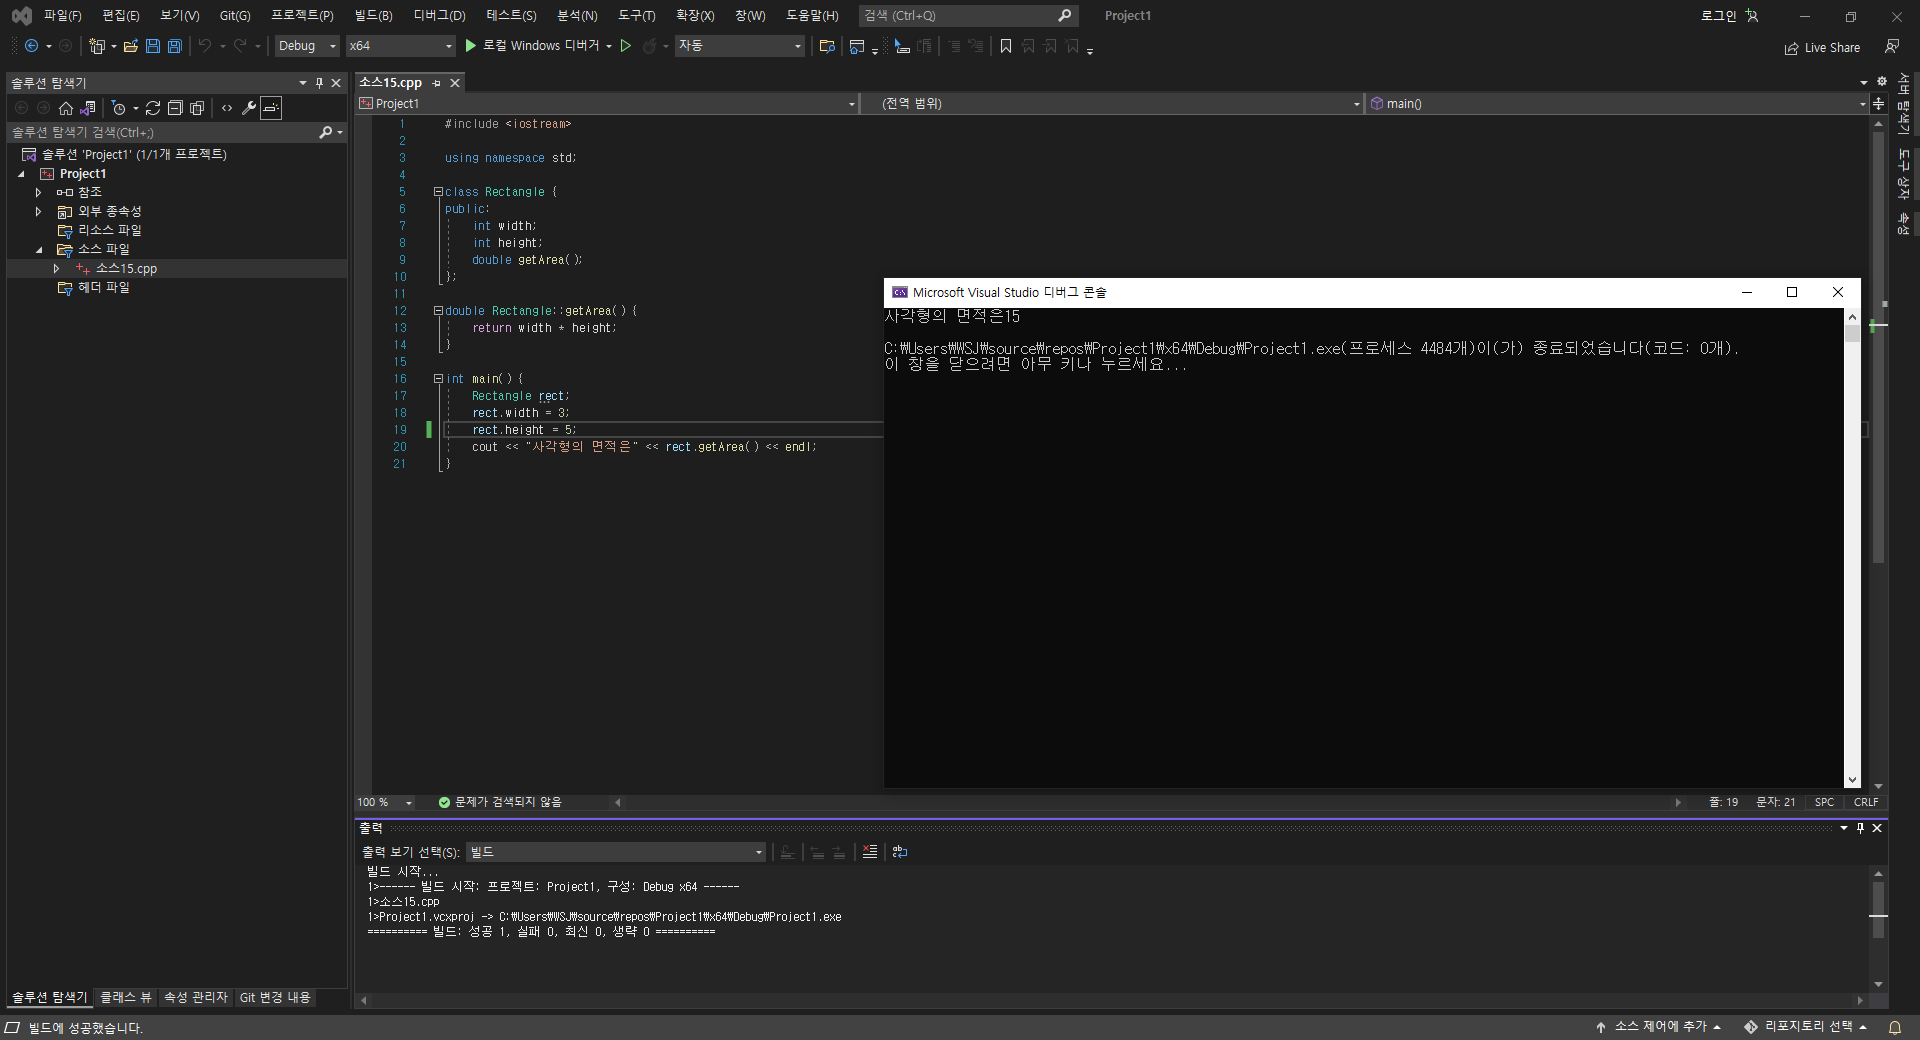 파일(F) 편집(E) 보기(V) Git(G) 프로젝트(P) 빌드(B) 디버그(D) 테스트(S) 분석(N) 도구(T) 확장(X) 창(W) 도움말(H) 검색 (Ctrl+Q) Project1 로그인
Debug x64 로컬 Windows 디버거 자동 Live Share
솔루션 탐색기
솔루션 탐색기 검색(Ctrl+;)
솔루션 'Project1' (1/1개 프로젝트)
Project1
참조
외부 종속성
리소스 파일
소스 파일
소스15.cpp
헤더 파일
솔루션 탐색기 클래스 뷰 속성 관리자 Git 변경 내용
소스15.cpp
Project1 (전역 범위) main()
1 #include <iostream>
2
3 using namespace std;
4
5 class Rectangle {
6 public:
7 int width;
8 int height;
9 double getArea();
10 };
11
12 double Rectangle::getArea() {
13 return width * height;
14 }
15
16 int main() {
17 Rectangle rect;
18 rect.width = 3;
19 rect.height = 5;
20 cout << "사각형의 면적은" << rect.getArea() << endl;
21 }
Microsoft Visual Studio 디버그 콘솔
사각형의 면적은15
C:\Users\WSJ\source\repos\Project1\x64\Debug\Project1.exe(프로세스 4484개)이(가) 종료되었습니다(코드: 0개).
이 창을 닫으려면 아무 키나 누르세요...
서버 탐색기
도구 상자
속성
100 % 문제가 검색되지 않음 줄: 19 문자: 21 SPC CRLF
출력
출력 보기 선택(S): 빌드
빌드 시작...
1>------ 빌드 시작: 프로젝트: Project1, 구성: Debug x64 ------
1>소스15.cpp
1>Project1.vcxproj -> C:\Users\WSJ\source\repos\Project1\x64\Debug\Project1.exe
========== 빌드: 성공 1, 실패 0, 최신 0, 생략 0 ==========
빌드에 성공했습니다. 소스 제어에 추가 리포지토리 선택